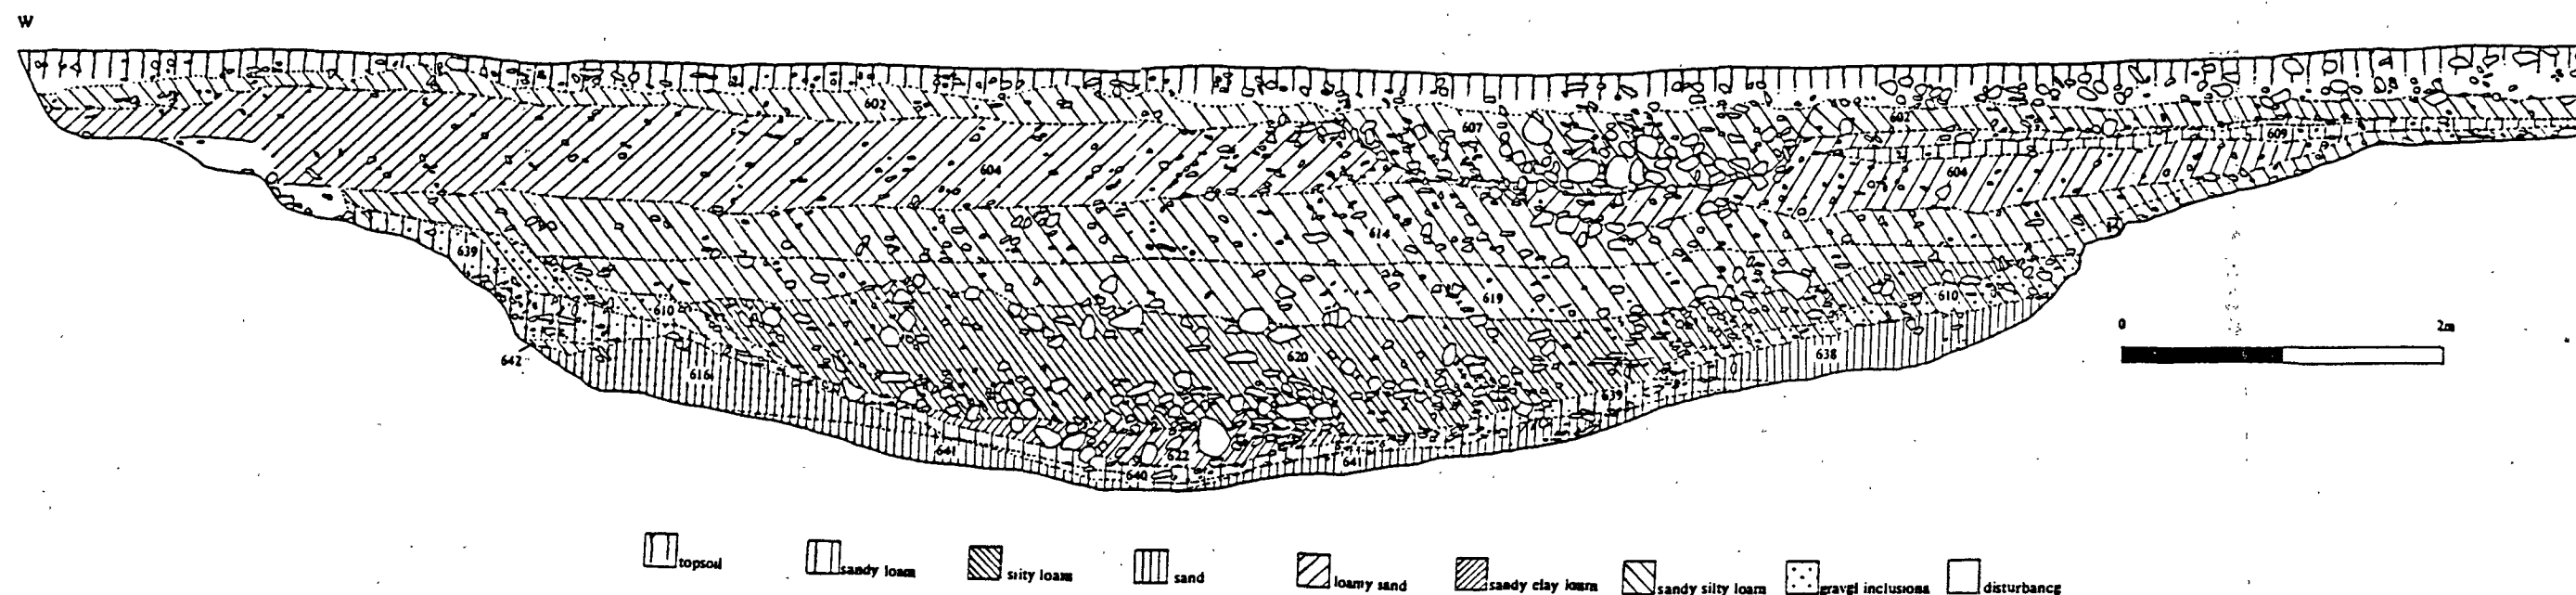 W
602
607
602
609
604
604
614
639
619
610
610
620
642
638
616
639
622
641
641
640
0 2m
topsoil
sandy loam
silty loam
sand
loamy sand
sandy clay loam
sandy silty loam
gravel inclusions
disturbance